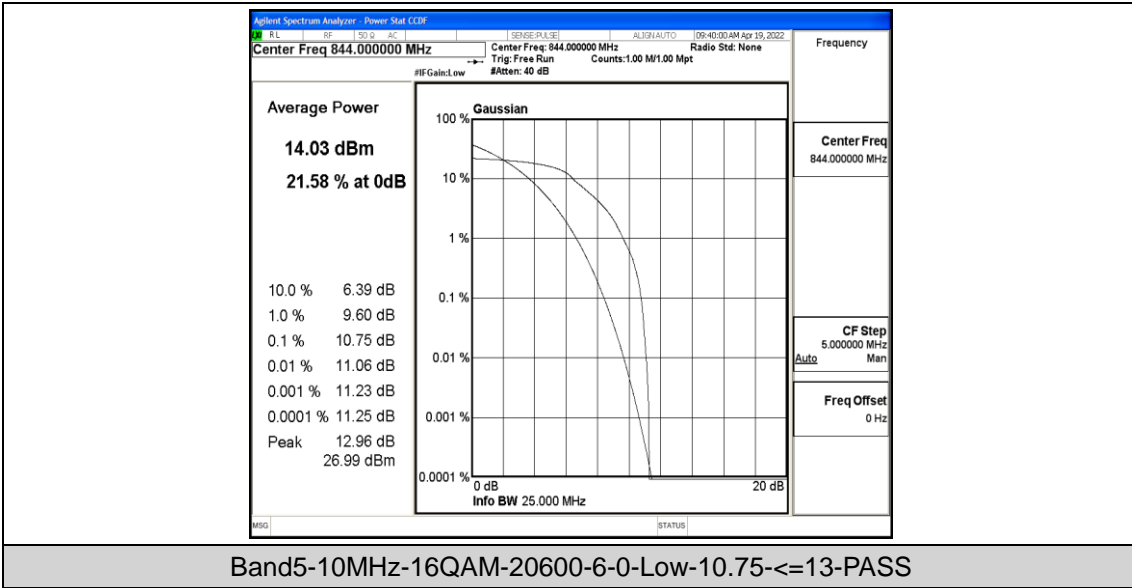 Agilent Spectrum Analyzer - Power Stat CCDF
RL RF 50 Ω AC SENSE:PULSE ALIGNAUTO 09:40:00 AM Apr 19, 2022
Center Freq 844.000000 MHz
Center Freq: 844.000000 MHz Radio Std: None
Trig: Free Run Counts:1.00 M/1.00 Mpt
#IFGain:Low #Atten: 40 dB
Frequency
Average Power
14.03 dBm
21.58 % at 0dB
10.0 % 6.39 dB
1.0 % 9.60 dB
0.1 % 10.75 dB
0.01 % 11.06 dB
0.001 % 11.23 dB
0.0001 % 11.25 dB
Peak 12.96 dB
26.99 dBm
Gaussian
100 %
10 %
1 %
0.1 %
0.01 %
0.001 %
0.0001 %
0 dB 20 dB
Info BW 25.000 MHz
Center Freq
844.000000 MHz
CF Step
5.000000 MHz
Auto Man
Freq Offset
0 Hz
MSG STATUS
Band5-10MHz-16QAM-20600-6-0-Low-10.75-<=13-PASS